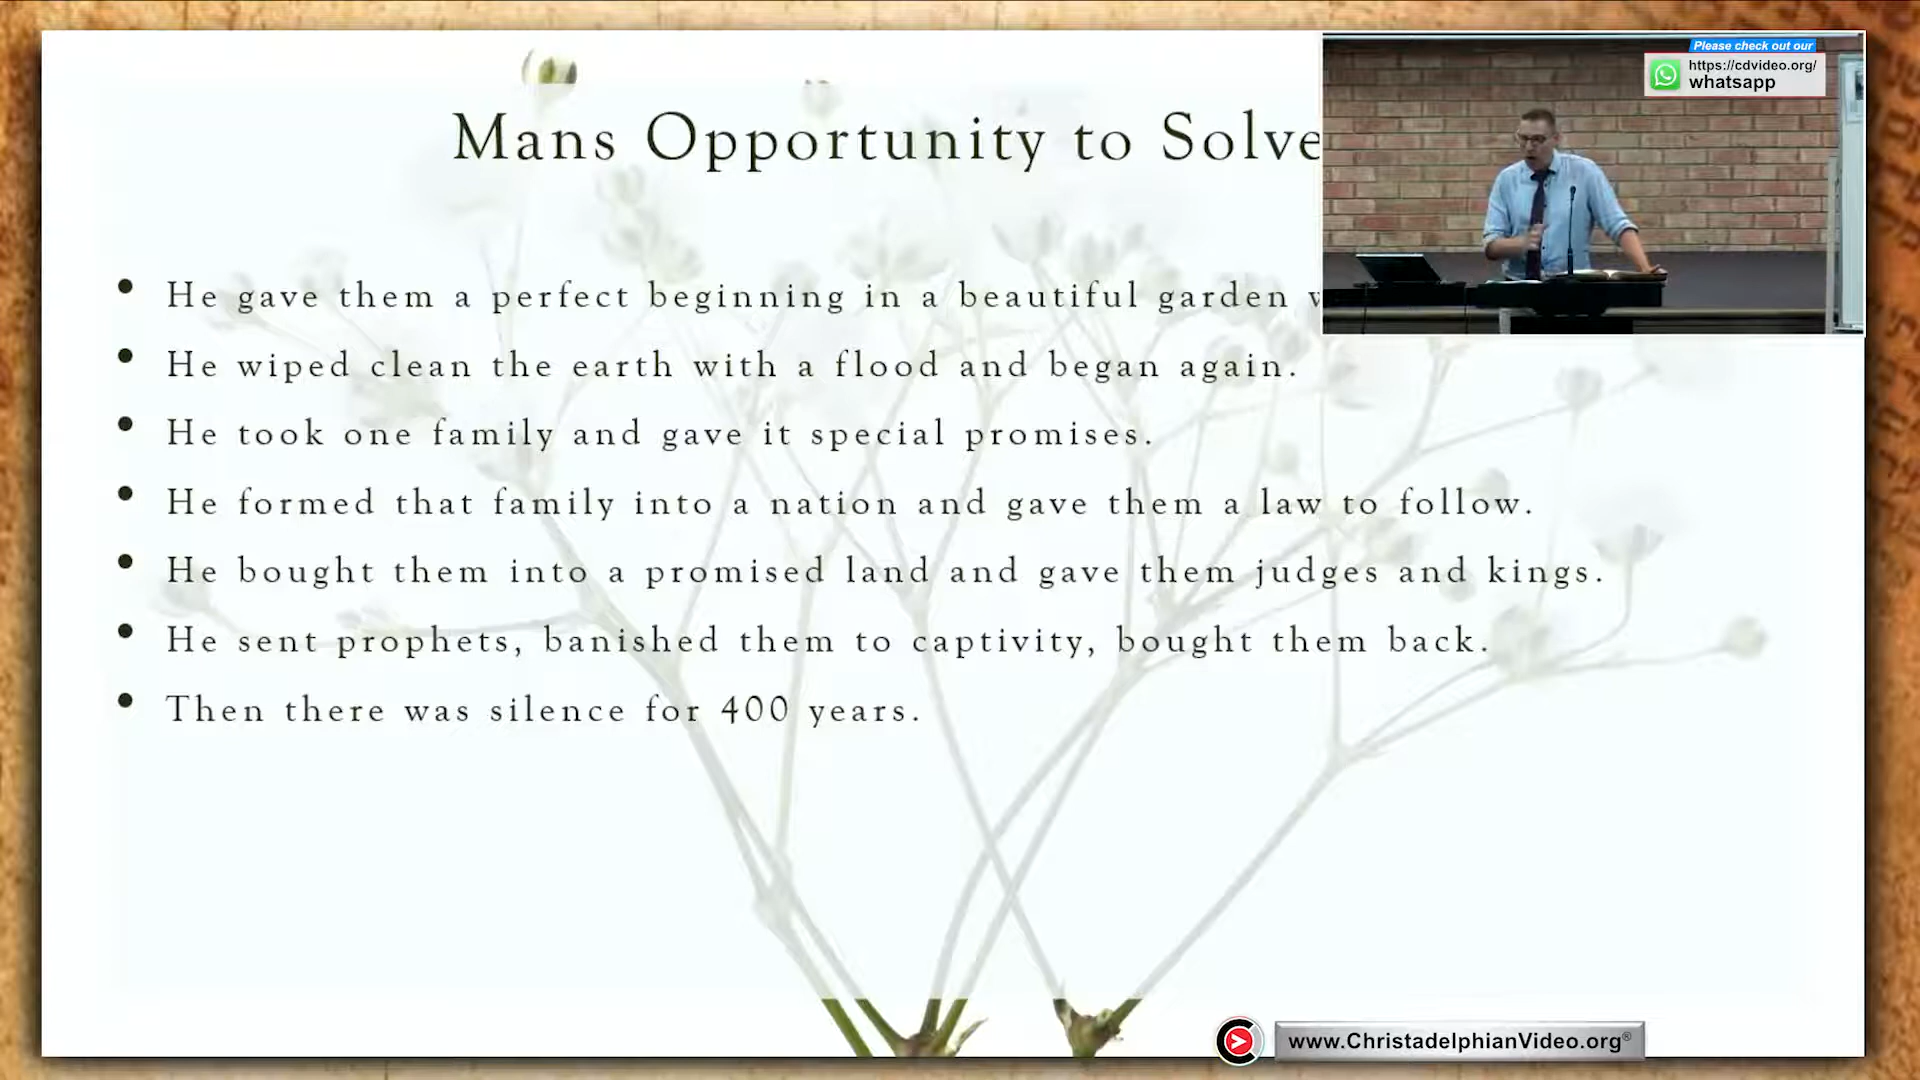 Please check out our
https://cdvideo.org/
whatsapp
Mans Opportunity to Solve
• He gave them a perfect beginning in a beautiful garden
• He wiped clean the earth with a flood and began again.
• He took one family and gave it special promises.
• He formed that family into a nation and gave them a law to follow.
• He bought them into a promised land and gave them judges and kings.
• He sent prophets, banished them to captivity, bought them back.
• Then there was silence for 400 years.
www.ChristadelphianVideo.org®